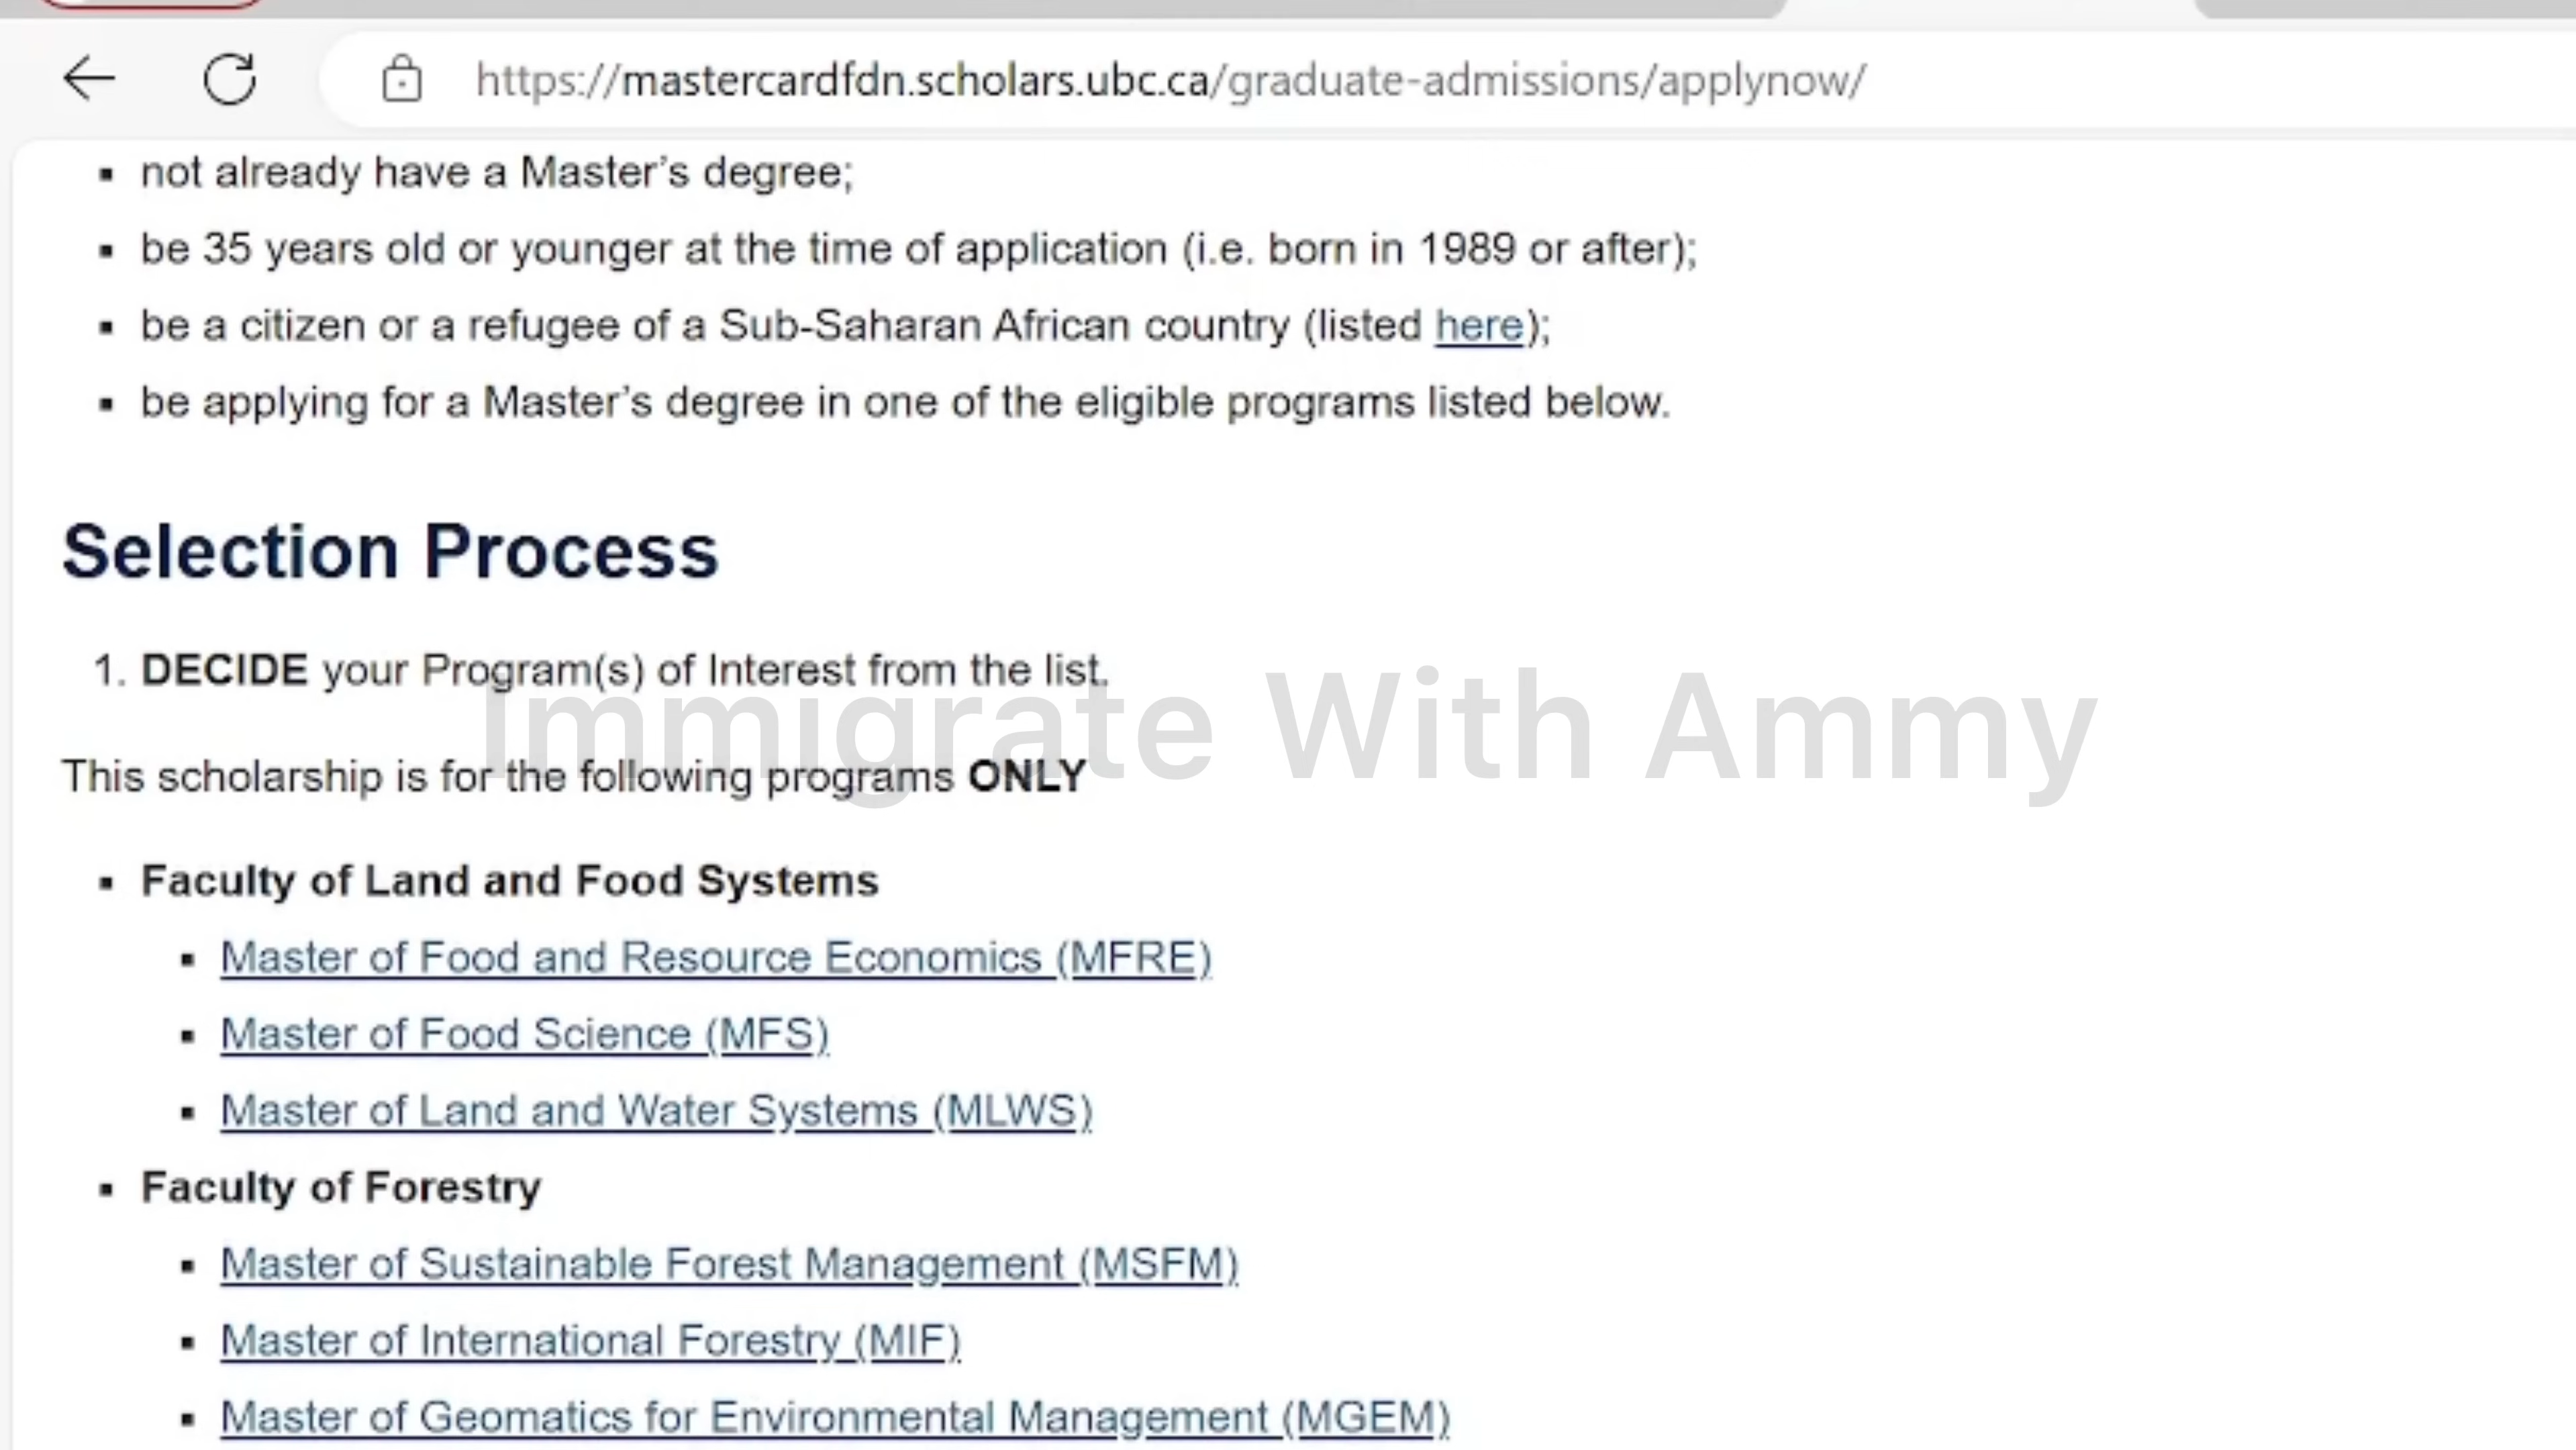 https://mastercardfdn.scholars.ubc.ca/graduate-admissions/applynow/
▪ not already have a Master’s degree;
▪ be 35 years old or younger at the time of application (i.e. born in 1989 or after);
▪ be a citizen or a refugee of a Sub-Saharan African country (listed here);
▪ be applying for a Master’s degree in one of the eligible programs listed below.
Selection Process
1. DECIDE your Program(s) of Interest from the list.
Immigrate With Ammy
This scholarship is for the following programs ONLY
▪ Faculty of Land and Food Systems
▪ Master of Food and Resource Economics (MFRE)
▪ Master of Food Science (MFS)
▪ Master of Land and Water Systems (MLWS)
▪ Faculty of Forestry
▪ Master of Sustainable Forest Management (MSFM)
▪ Master of International Forestry (MIF)
▪ Master of Geomatics for Environmental Management (MGEM)